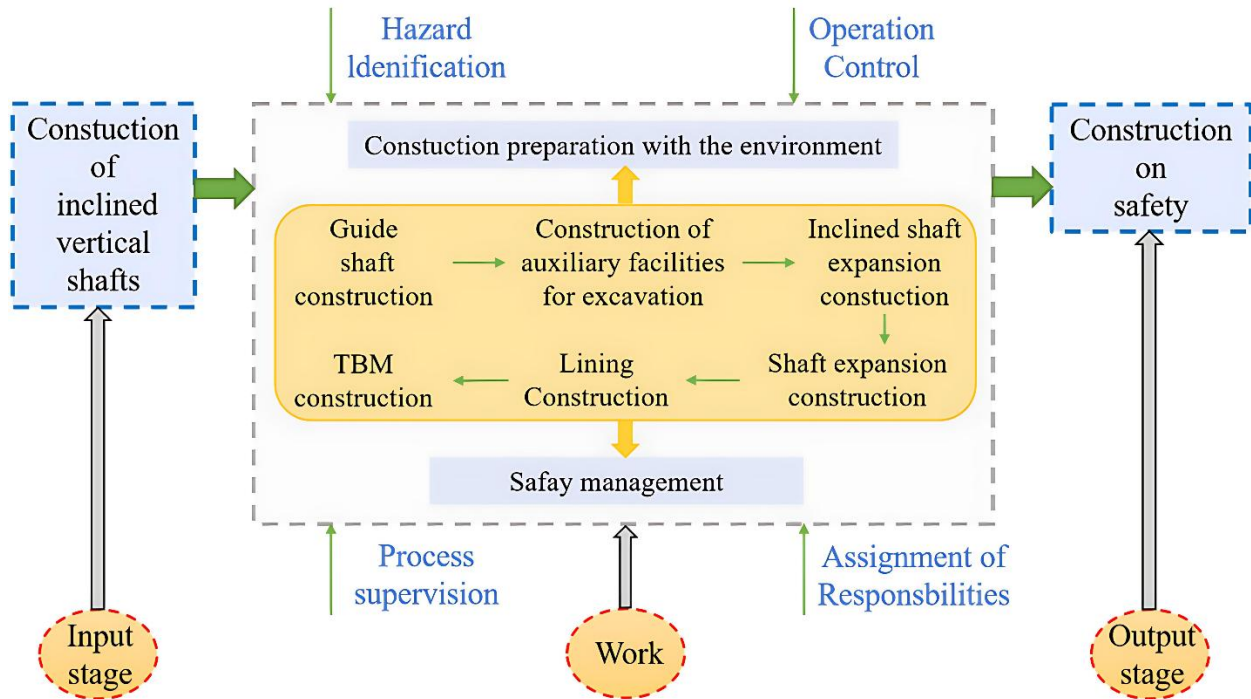 Hazard
ldenification
Operation
Control
Constuction
of
inclined
vertical
shafts
Constuction preparation with the environment
Construction
on
safety
Guide
shaft
construction
Construction of
auxiliary facilities
for excavation
Inclined shaft
expansion
constuction
TBM
construction
Lining
Construction
Shaft expansion
construction
Safay management
Process
supervision
Assignment of
Responsbilities
Input
stage
Work
Output
stage